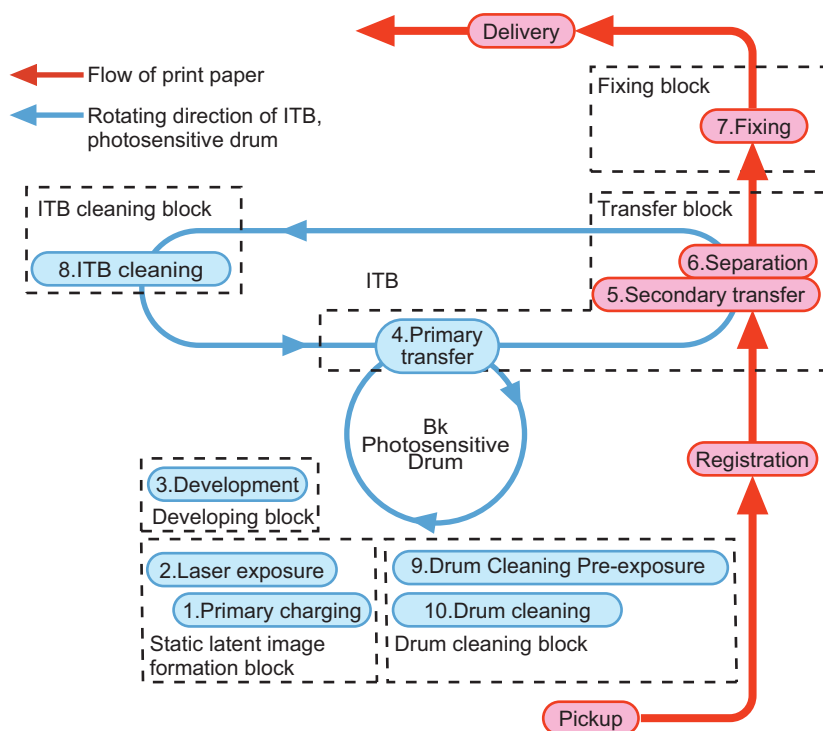 Delivery
Flow of print paper
Rotating direction of ITB,
photosensitive drum
Fixing block
7.Fixing
ITB cleaning block
8.ITB cleaning
Transfer block
6.Separation
5.Secondary transfer
ITB
4.Primary
transfer
Bk
Photosensitive
Drum
Registration
3.Development
Developing block
2.Laser exposure
1.Primary charging
Static latent image
formation block
9.Drum Cleaning Pre-exposure
10.Drum cleaning
Drum cleaning block
Pickup